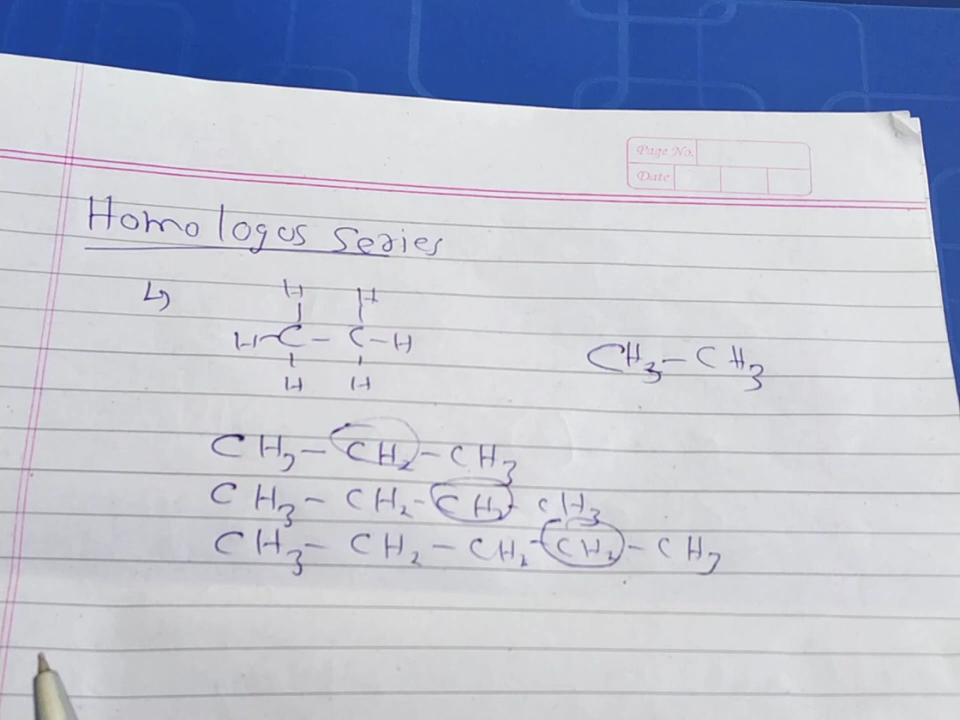 Page No.
Date
Homologus Series
↳
H H
H-C-C-H
H H
CH₃-CH₃
CH₃-CH₂-CH₃
CH₃-CH₂-CH₂-CH₃
CH₃-CH₂-CH₂-CH₂-CH₃